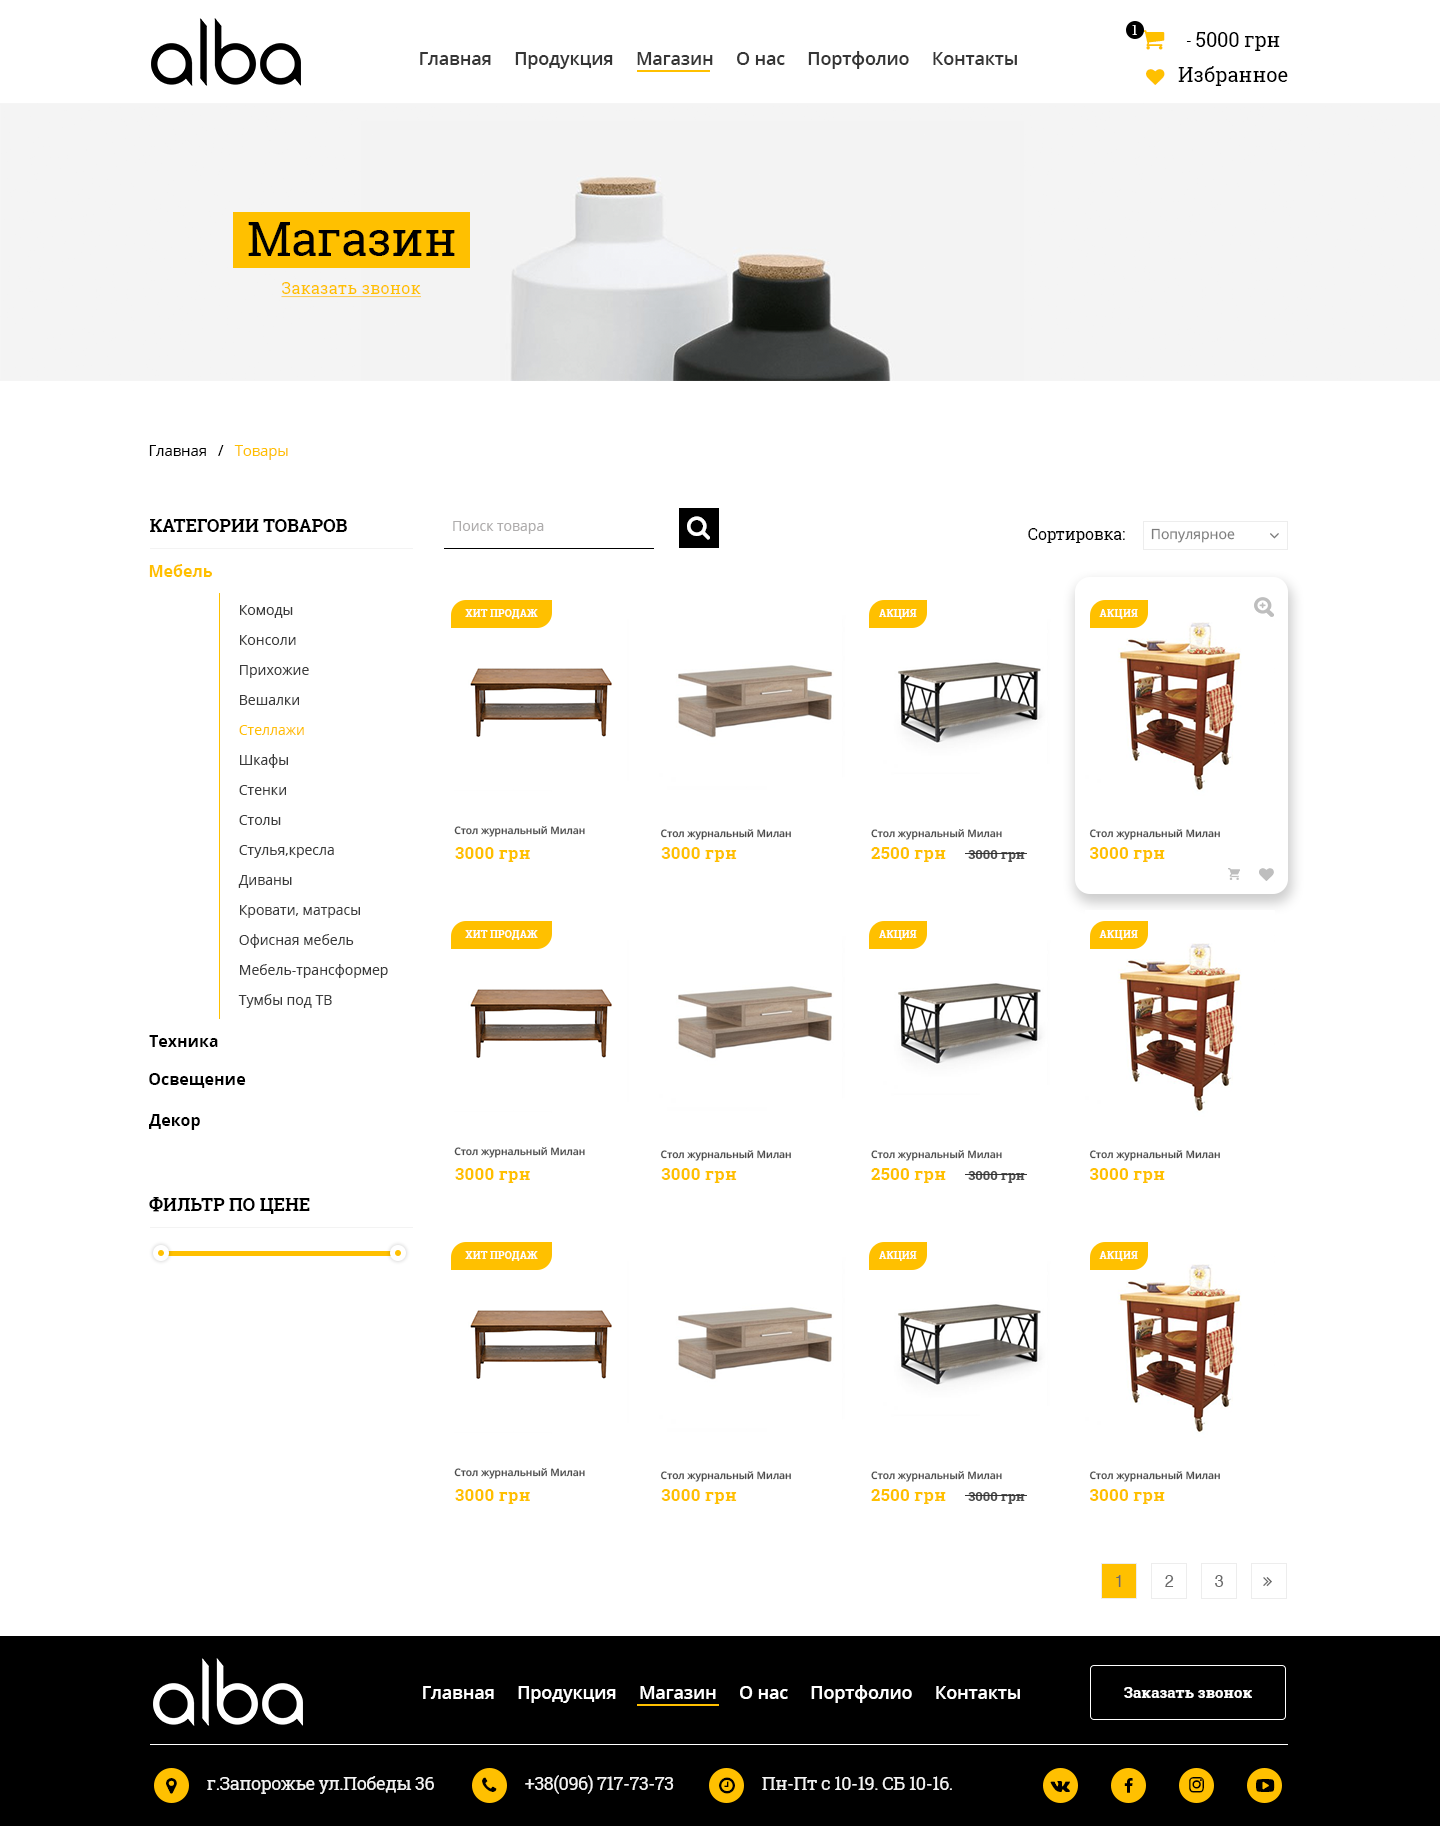 alba
Главная Продукция Магазин О нас Портфолио Контакты
1 - 5000 грн
Избранное
Магазин
Заказать звонок
Главная / Товары
КАТЕГОРИИ ТОВАРОВ
Поиск товара
Сортировка: Популярное
Мебель
Комоды
Консоли
Прихожие
Вешалки
Стеллажи
Шкафы
Стенки
Столы
Стулья,кресла
Диваны
Кровати, матрасы
Офисная мебель
Мебель-трансформер
Тумбы под ТВ
Техника
Освещение
Декор
ФИЛЬТР ПО ЦЕНЕ
ХИТ ПРОДАЖ АКЦИЯ АКЦИЯ
Стол журнальный Милан Стол журнальный Милан Стол журнальный Милан Стол журнальный Милан
3000 грн 3000 грн 2500 грн 3000 грн 3000 грн
ХИТ ПРОДАЖ АКЦИЯ АКЦИЯ
Стол журнальный Милан Стол журнальный Милан Стол журнальный Милан Стол журнальный Милан
3000 грн 3000 грн 2500 грн 3000 грн 3000 грн
ХИТ ПРОДАЖ АКЦИЯ АКЦИЯ
Стол журнальный Милан Стол журнальный Милан Стол журнальный Милан Стол журнальный Милан
3000 грн 3000 грн 2500 грн 3000 грн 3000 грн
1 2 3 »
alba
Главная Продукция Магазин О нас Портфолио Контакты
Заказать звонок
г.Запорожье ул.Победы 36 +38(096) 717-73-73 Пн-Пт с 10-19. СБ 10-16.